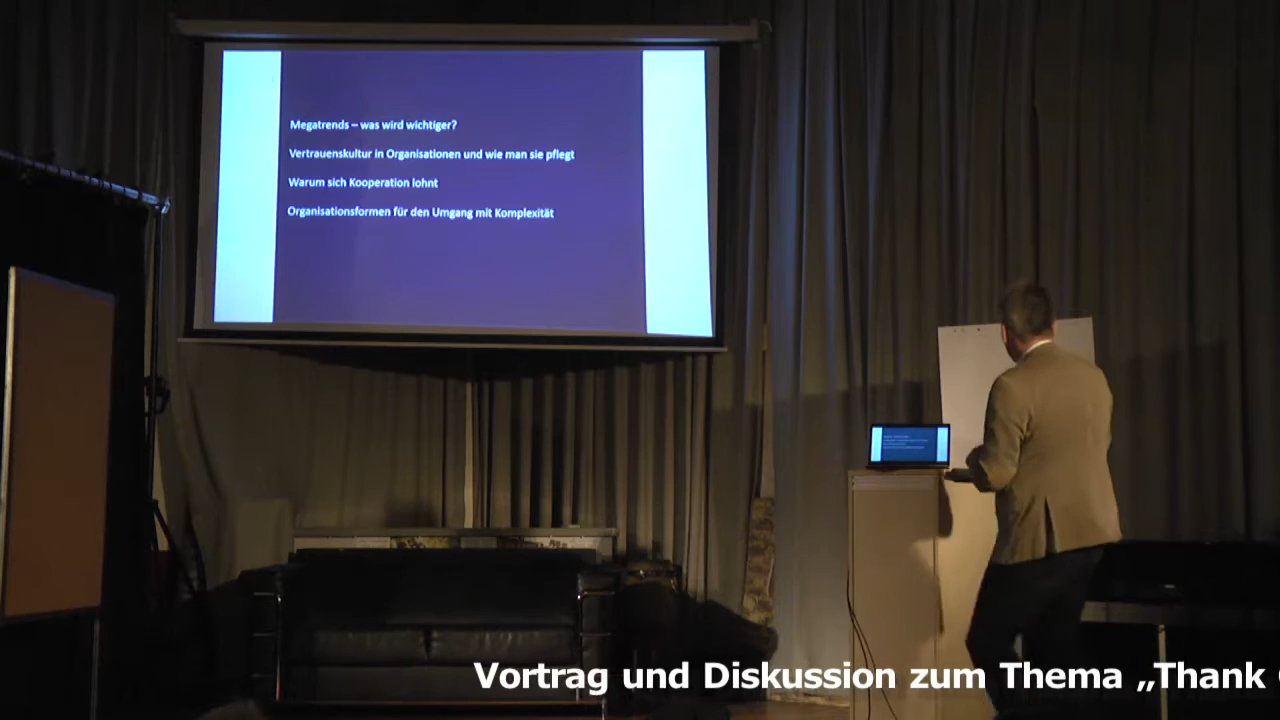 Megatrends – was wird wichtiger?
Vertrauenskultur in Organisationen und wie man sie pflegt
Warum sich Kooperation lohnt
Organisationsformen für den Umgang mit Komplexität
Vortrag und Diskussion zum Thema „Thank